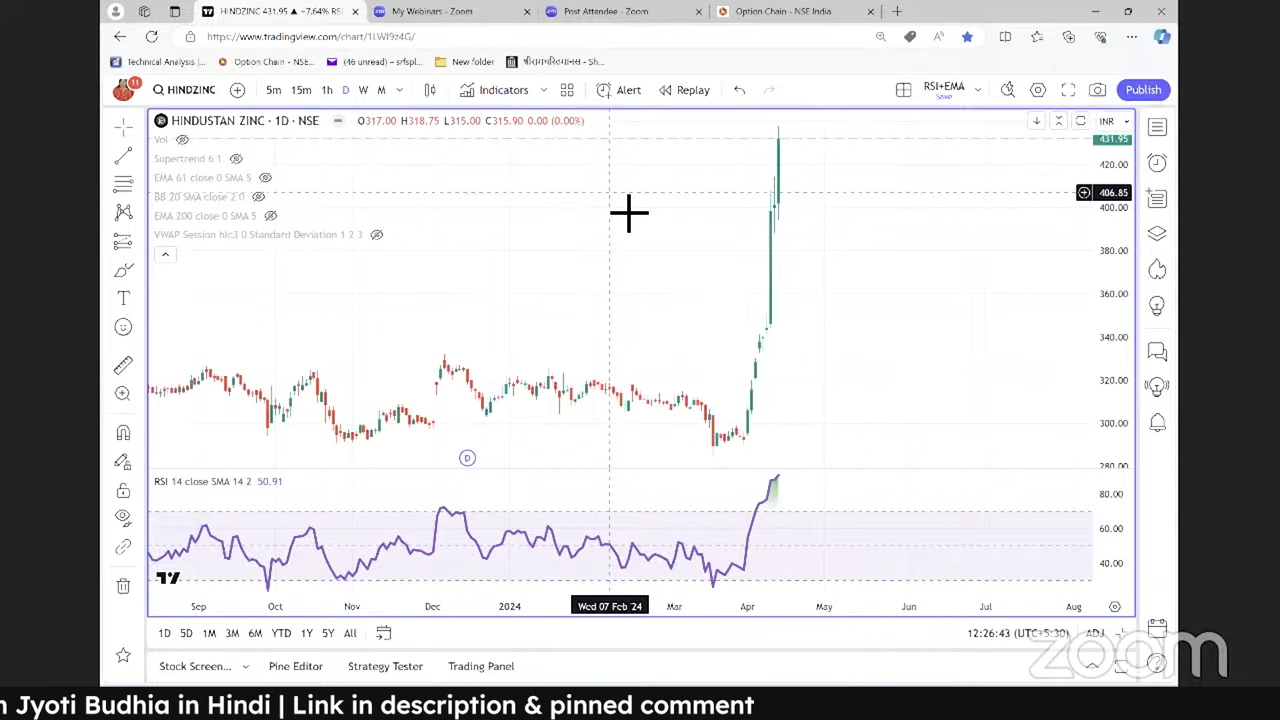 HINDZINC 431.95 ▲ +7.64% RSI
My Webinars - Zoom
Post Attendee - Zoom
Option Chain - NSE India
https://www.tradingview.com/chart/1LWI9z4G/
Technical Analysis |...
Option Chain - NSE...
(46 unread) - srfspl...
New folder
श्रीरामचरितमानस - Sh...
11
HINDZINC
5m 15m 1h D W M
Indicators
Alert
Replay
RSI+EMA
Save
Publish
HINDUSTAN ZINC · 1D · NSE
O317.00 H318.75 L315.00 C315.90 0.00 (0.00%)
INR
Vol
Supertrend 6 1
EMA 61 close 0 SMA 5
BB 20 SMA close 2 0
EMA 200 close 0 SMA 5
VWAP Session hlc3 0 Standard Deviation 1 2 3
431.95
420.00
406.85
400.00
380.00
360.00
340.00
320.00
300.00
280.00
D
RSI 14 close SMA 14 2 50.91
80.00
60.00
40.00
Sep Oct Nov Dec 2024 Wed 07 Feb '24 Mar Apr May Jun Jul Aug
1D 5D 1M 3M 6M YTD 1Y 5Y All
12:26:43 (UTC+5:30)
ADJ
Stock Screen...
Pine Editor
Strategy Tester
Trading Panel
zoom
n Jyoti Budhia in Hindi | Link in description & pinned comment